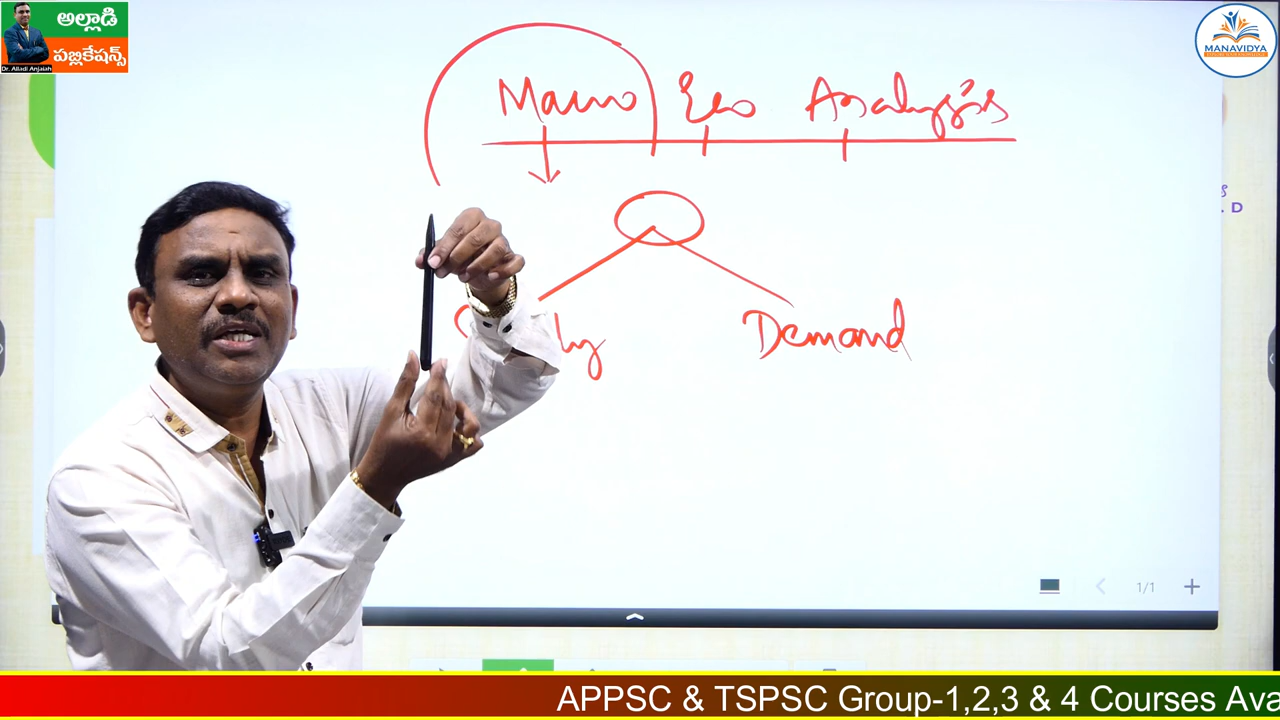 అల్లాడి
పబ్లికేషన్స్
Dr. Alladi Anjaiah
MANAVIDYA
Macro Eco Analysis
Demand
. D
1/1
APPSC & TSPSC Group-1,2,3 & 4 Courses Ava